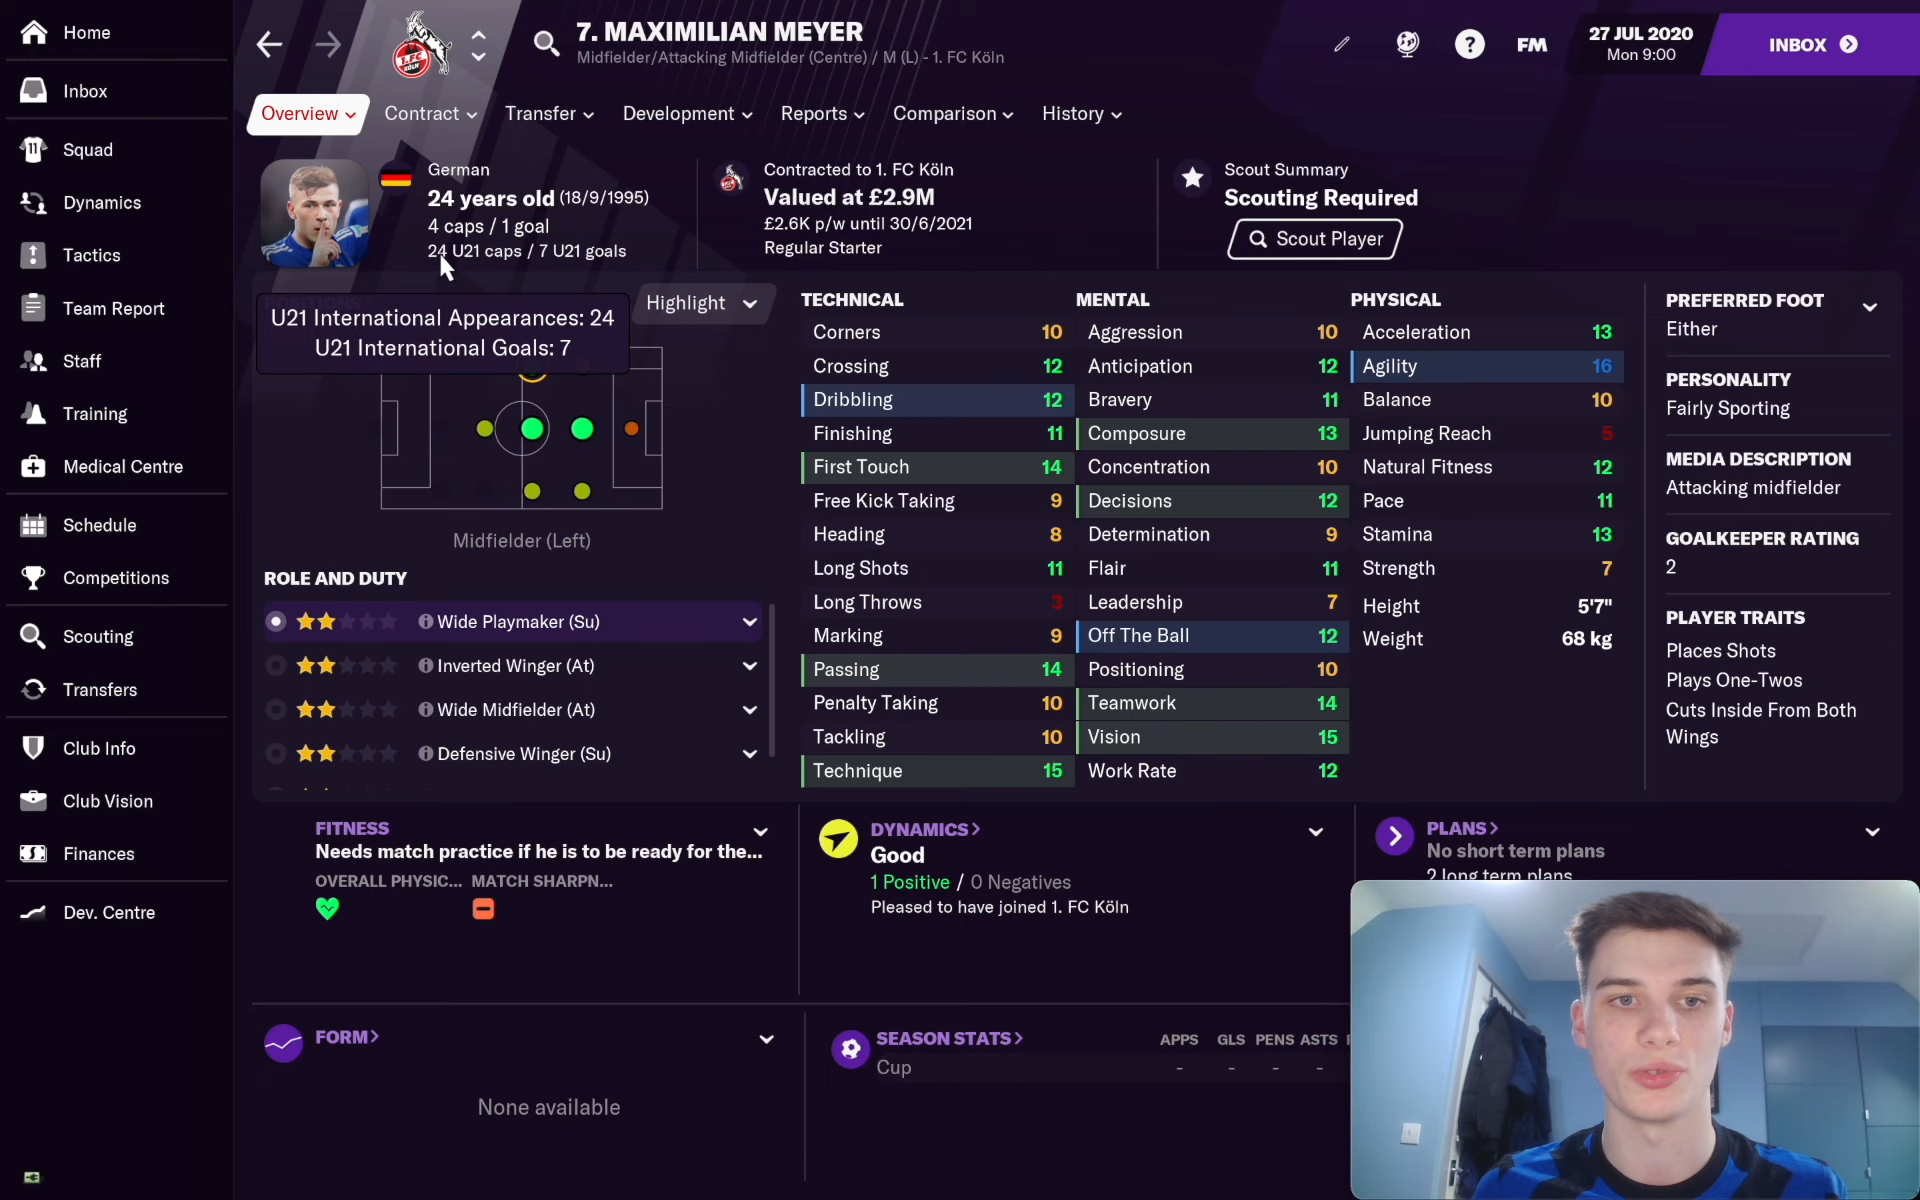 Home
Inbox
Squad
Dynamics
Tactics
Team Report
Staff
Training
Medical Centre
Schedule
Competitions
Scouting
Transfers
Club Info
Club Vision
Finances
Dev. Centre
7. MAXIMILIAN MEYER
Midfielder/Attacking Midfielder (Centre) / M (L) - 1. FC Köln
FM
27 JUL 2020
Mon 9:00
INBOX
Overview
Contract
Transfer
Development
Reports
Comparison
History
German
24 years old (18/9/1995)
4 caps / 1 goal
24 U21 caps / 7 U21 goals
Contracted to 1. FC Köln
Valued at £2.9M
£2.6K p/w until 30/6/2021
Regular Starter
Scout Summary
Scouting Required
Scout Player
U21 International Appearances: 24
U21 International Goals: 7
Highlight
Midfielder (Left)
ROLE AND DUTY
Wide Playmaker (Su)
Inverted Winger (At)
Wide Midfielder (At)
Defensive Winger (Su)
TECHNICAL
Corners 10
Crossing 12
Dribbling 12
Finishing 11
First Touch 14
Free Kick Taking 9
Heading 8
Long Shots 11
Long Throws 3
Marking 9
Passing 14
Penalty Taking 10
Tackling 10
Technique 15
MENTAL
Aggression 10
Anticipation 12
Bravery 11
Composure 13
Concentration 10
Decisions 12
Determination 9
Flair 11
Leadership 7
Off The Ball 12
Positioning 10
Teamwork 14
Vision 15
Work Rate 12
PHYSICAL
Acceleration 13
Agility 16
Balance 10
Jumping Reach 5
Natural Fitness 12
Pace 11
Stamina 13
Strength 7
Height 5'7"
Weight 68 kg
PREFERRED FOOT
Either
PERSONALITY
Fairly Sporting
MEDIA DESCRIPTION
Attacking midfielder
GOALKEEPER RATING
2
PLAYER TRAITS
Places Shots
Plays One-Twos
Cuts Inside From Both
Wings
FITNESS
Needs match practice if he is to be ready for the...
OVERALL PHYSIC... MATCH SHARPN...
DYNAMICS
Good
1 Positive / 0 Negatives
Pleased to have joined 1. FC Köln
PLANS
No short term plans
2 long term plans
FORM
None available
SEASON STATS
APPS GLS PENS ASTS
Cup - - - -